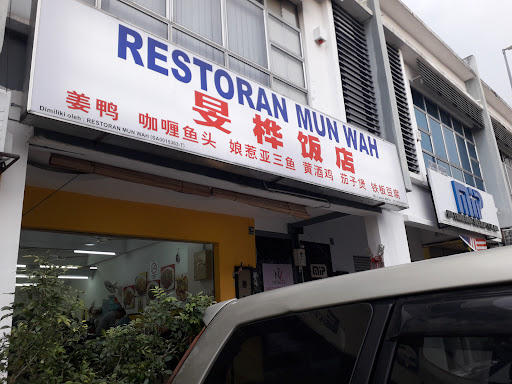 RESTORAN MUN WAH
旻桦饭店
Dimiliki oleh : RESTORAN MUN WAH
姜鸭 咖喱鱼头 娘惹亚三鱼 黄酒鸡 茄子煲 铁板豆腐